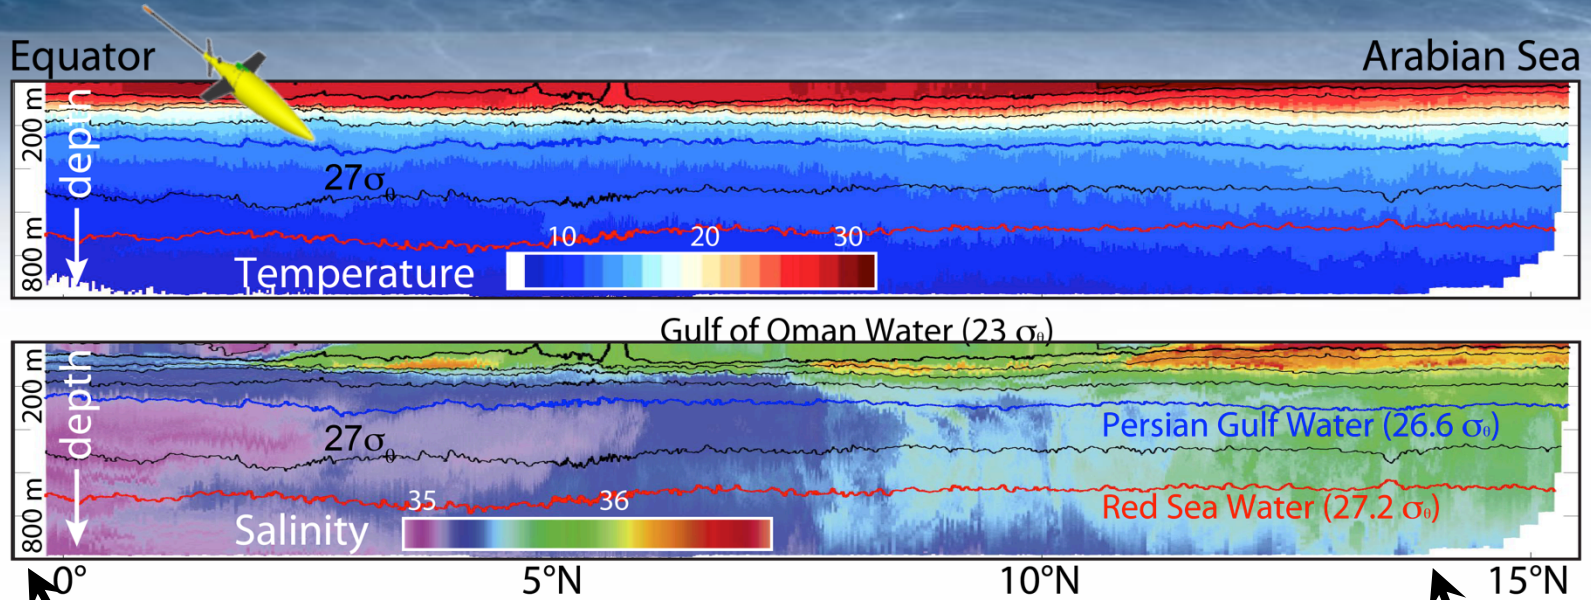 Equator
Arabian Sea
200 m
800 m
depth
27σθ
10 20 30
Temperature
Gulf of Oman Water (23 σθ)
200 m
800 m
depth
27σθ
Persian Gulf Water (26.6 σθ)
35 36
Red Sea Water (27.2 σθ)
Salinity
0° 5°N 10°N 15°N